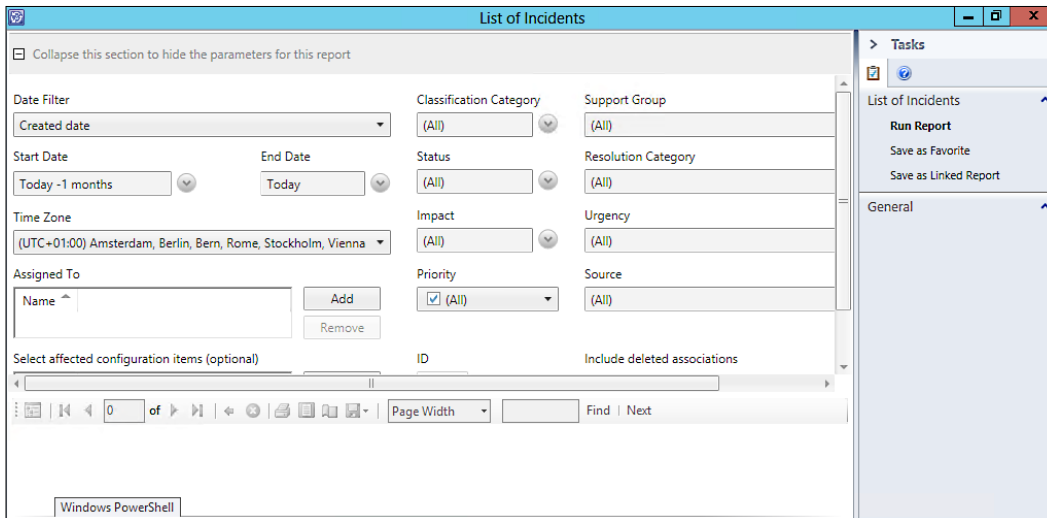 List of Incidents
Collapse this section to hide the parameters for this report
Date Filter
Created date
Start Date
End Date
Today -1 months
Today
Time Zone
(UTC+01:00) Amsterdam, Berlin, Bern, Rome, Stockholm, Vienna
Assigned To
Name
Add
Remove
Select affected configuration items (optional)
Classification Category
(All)
Status
(All)
Impact
(All)
Priority
(All)
ID
Support Group
(All)
Resolution Category
(All)
Urgency
(All)
Source
(All)
Include deleted associations
0
of
Page Width
Find | Next
Windows PowerShell
Tasks
List of Incidents
Run Report
Save as Favorite
Save as Linked Report
General